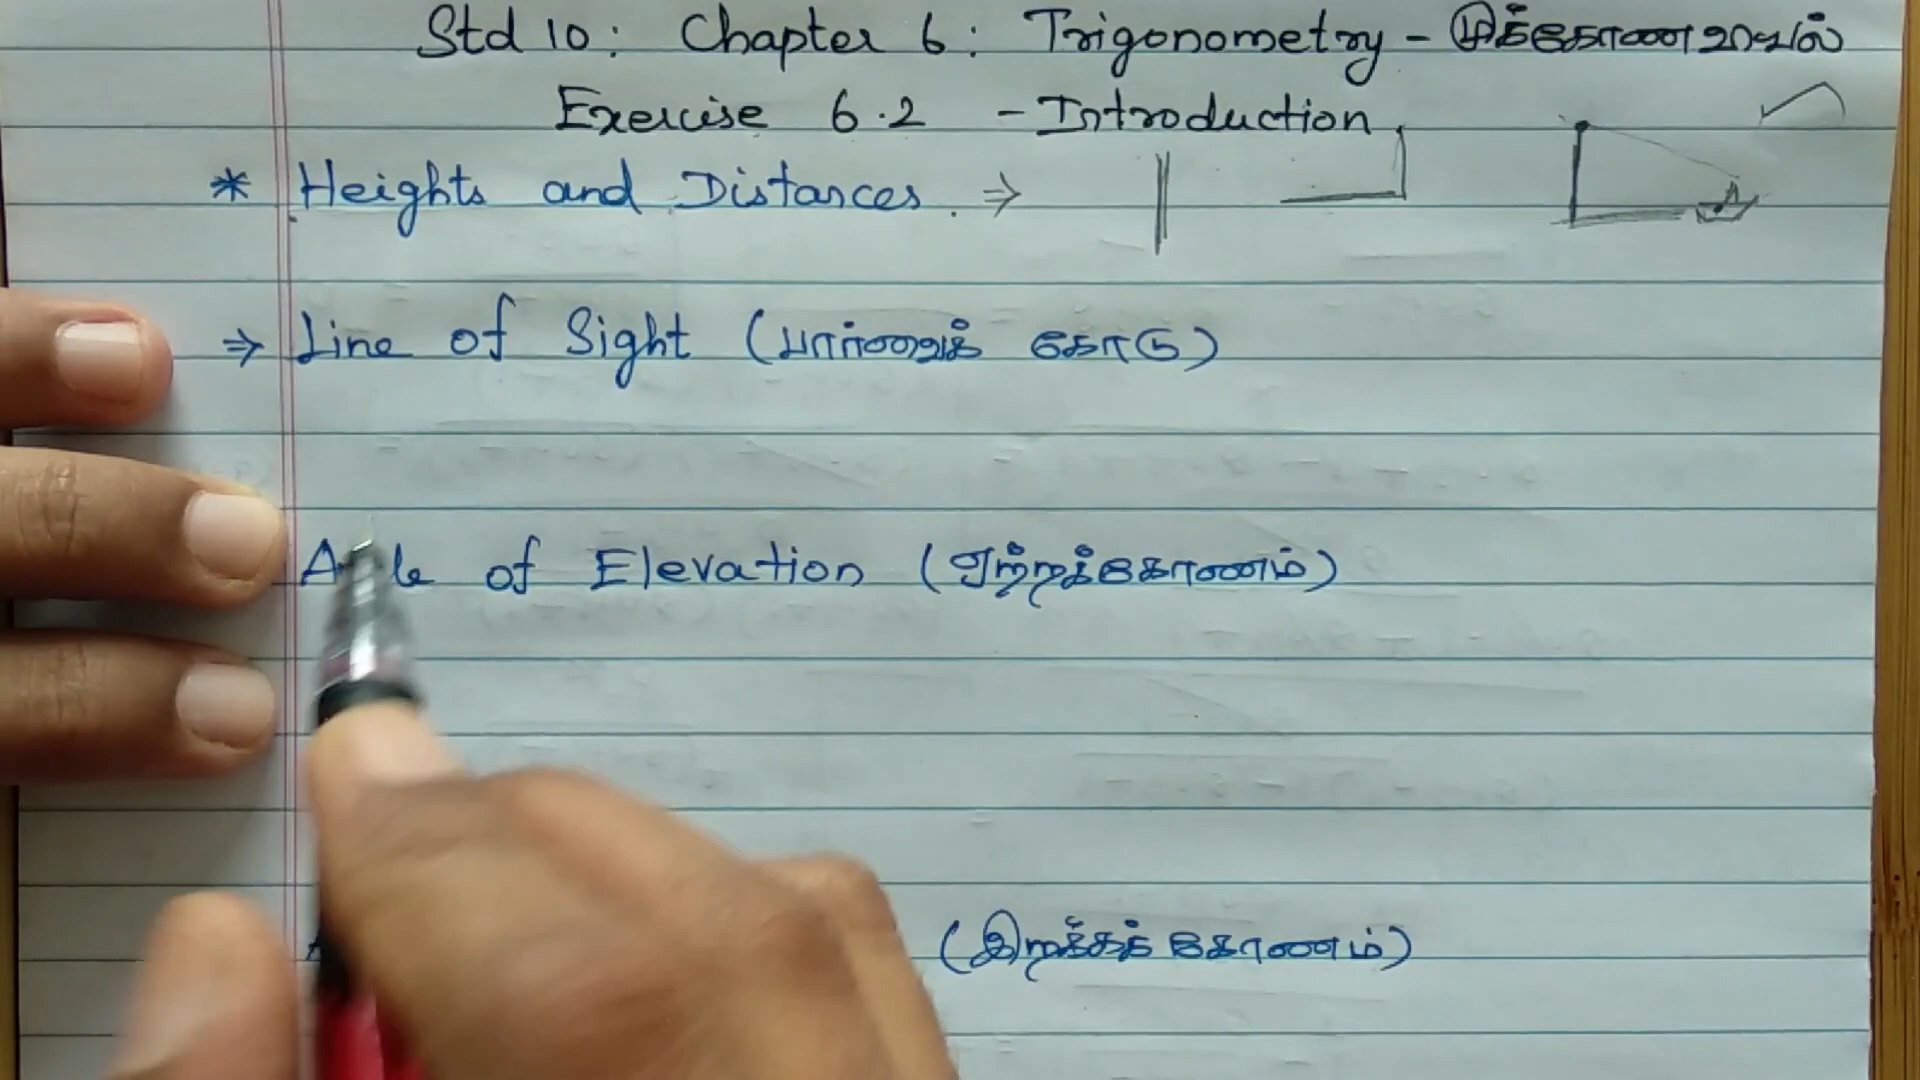 Std 10: Chapter 6: Trigonometry - முக்கோணவியல்
Exercise 6.2 - Introduction
* Heights and Distances. ⇒
⇒ Line of Sight (பார்வைக் கோடு)
of Elevation (ஏற்றக்கோணம்)
(இறக்கக் கோணம்)